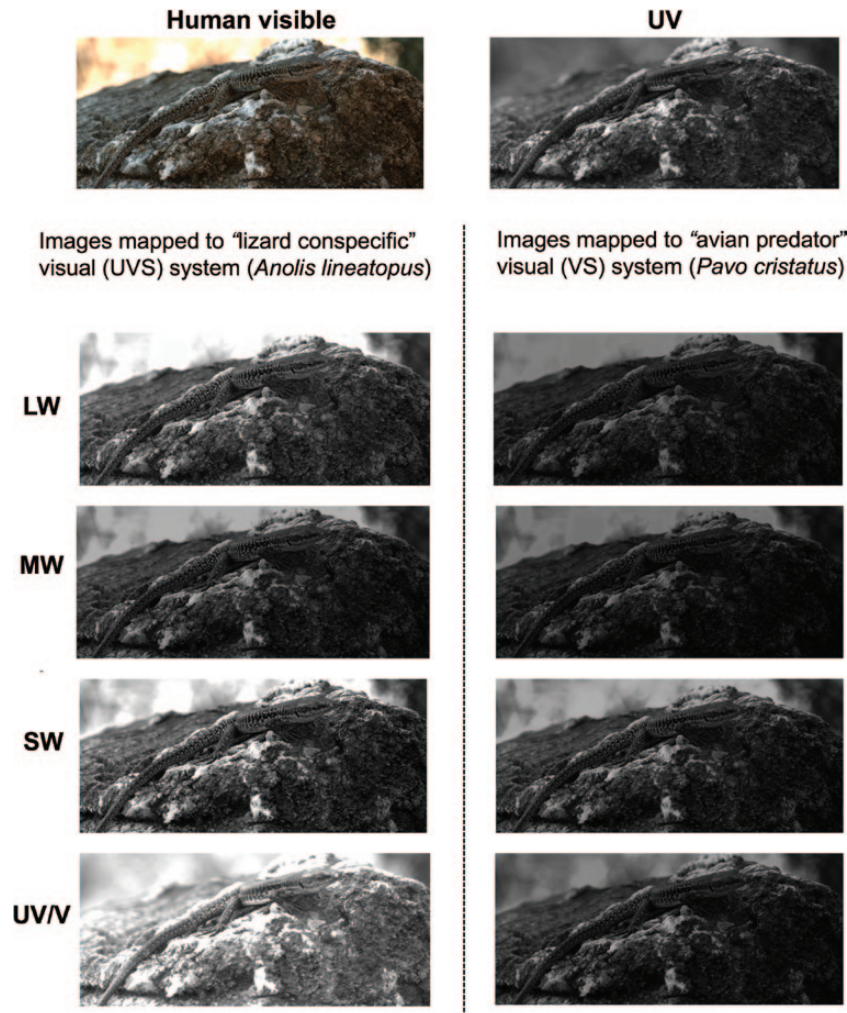 Human visible
UV
Images mapped to “lizard conspecific”
visual (UVS) system (Anolis lineatopus)
Images mapped to “avian predator”
visual (VS) system (Pavo cristatus)
LW
MW
SW
UV/V